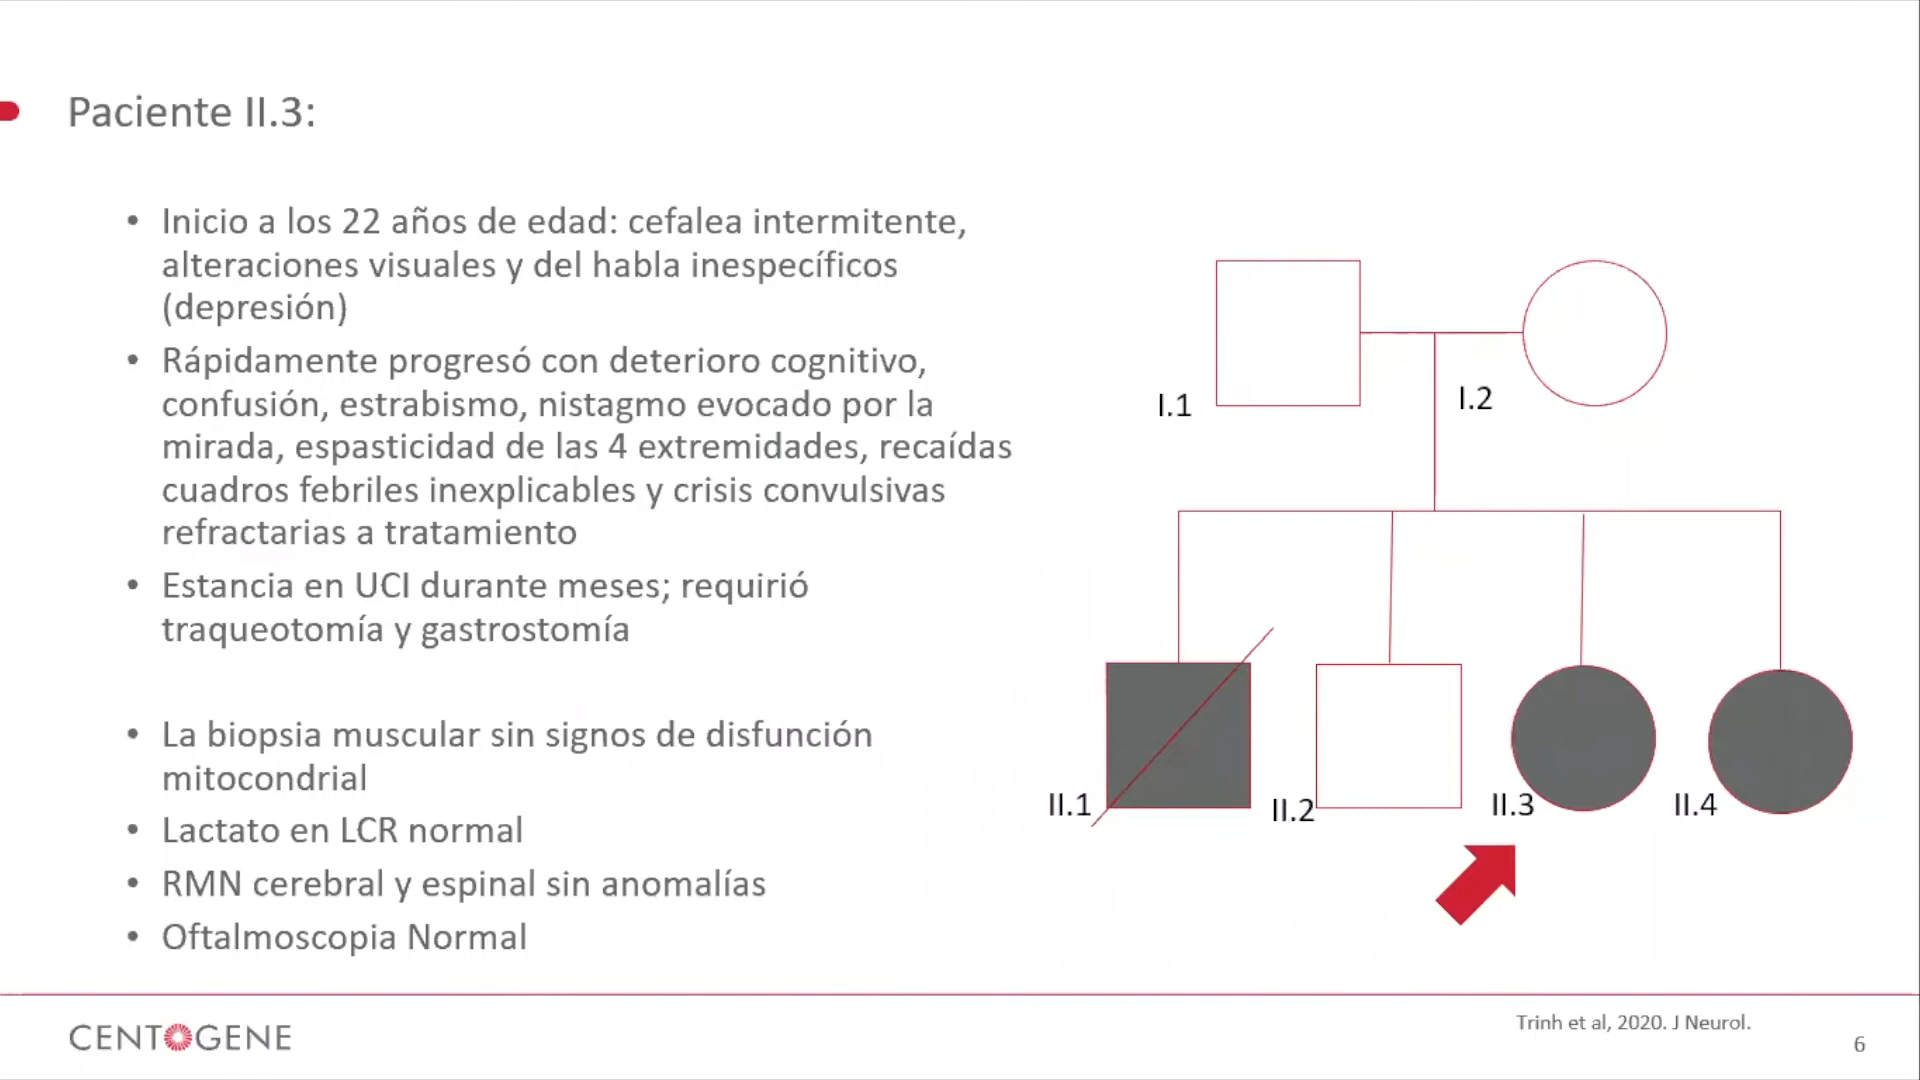 Paciente II.3:
• Inicio a los 22 años de edad: cefalea intermitente,
alteraciones visuales y del habla inespecíficos
(depresión)
• Rápidamente progresó con deterioro cognitivo,
confusión, estrabismo, nistagmo evocado por la
mirada, espasticidad de las 4 extremidades, recaídas
cuadros febriles inexplicables y crisis convulsivas
refractarias a tratamiento
• Estancia en UCI durante meses; requirió
traqueotomía y gastrostomía
• La biopsia muscular sin signos de disfunción
mitocondrial
• Lactato en LCR normal
• RMN cerebral y espinal sin anomalías
• Oftalmoscopia Normal
I.1
I.2
II.1
II.2
II.3
II.4
CENTOGENE
Trinh et al, 2020. J Neurol.
6